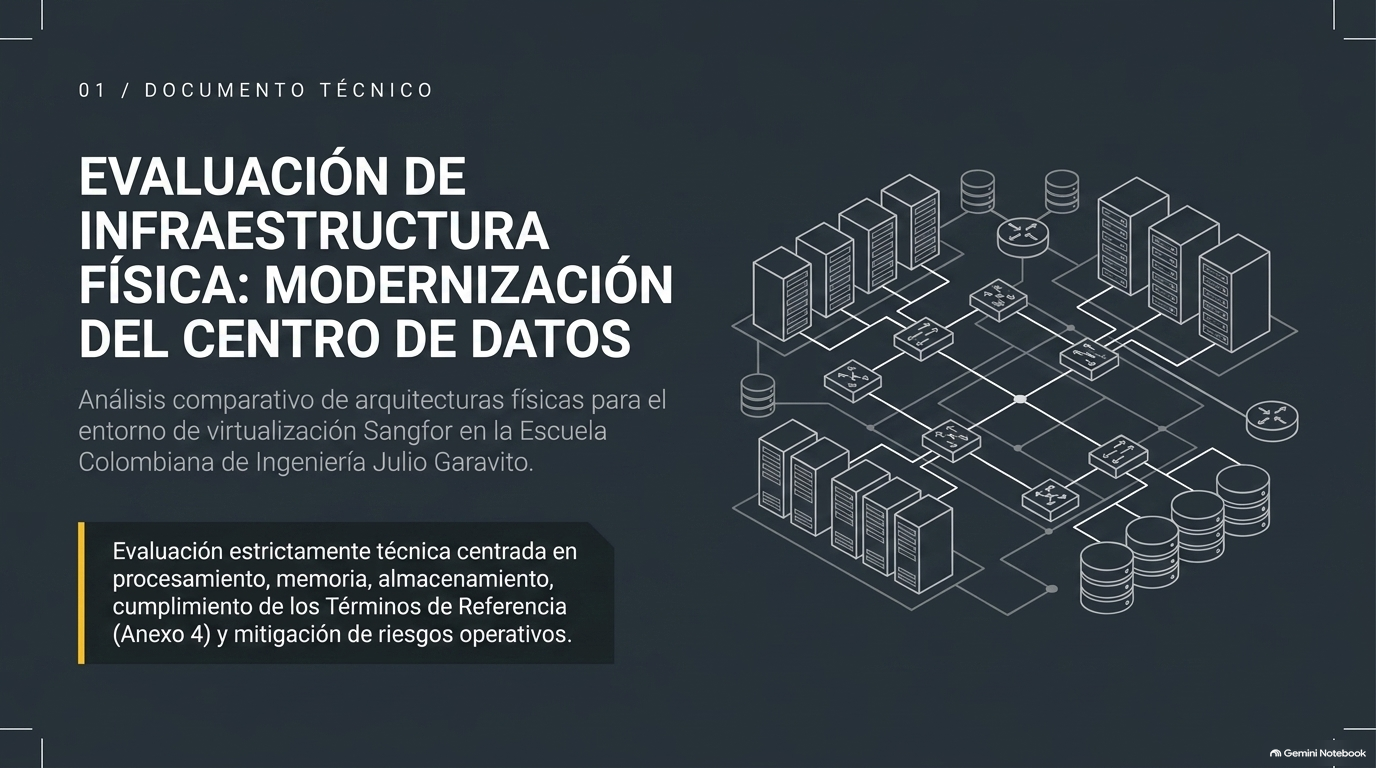 01 / DOCUMENTO TÉCNICO
EVALUACIÓN DE
INFRAESTRUCTURA
FÍSICA: MODERNIZACIÓN
DEL CENTRO DE DATOS
Análisis comparativo de arquitecturas físicas para el
entorno de virtualización Sangfor en la Escuela
Colombiana de Ingeniería Julio Garavito.
Evaluación estrictamente técnica centrada en
procesamiento, memoria, almacenamiento,
cumplimiento de los Términos de Referencia
(Anexo 4) y mitigación de riesgos operativos.
Gemini Notebook